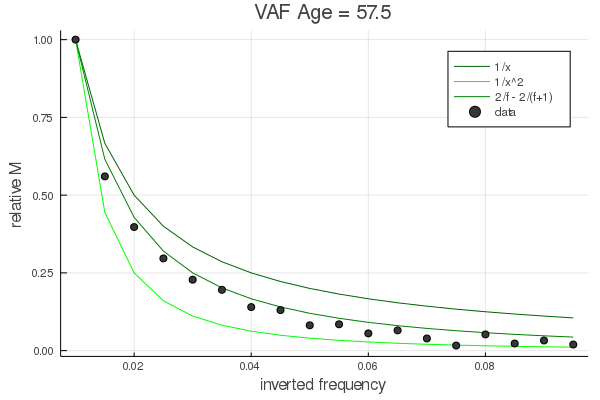 VAF Age = 57.5
1.00
0.75
0.50
0.25
0.00
relative M
1/x
1/x^2
2/f - 2/(f+1)
data
0.02
0.04
0.06
0.08
inverted frequency